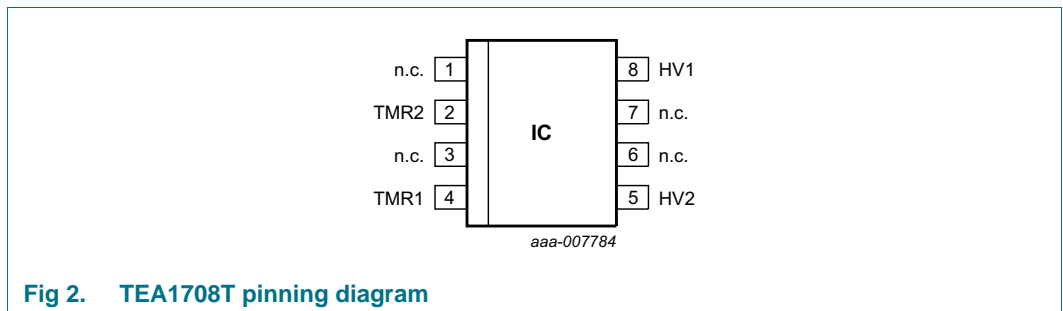 n.c. 1 8 HV1
TMR2 2 7 n.c.
IC
n.c. 3 6 n.c.
TMR1 4 5 HV2
aaa-007784
Fig 2. TEA1708T pinning diagram